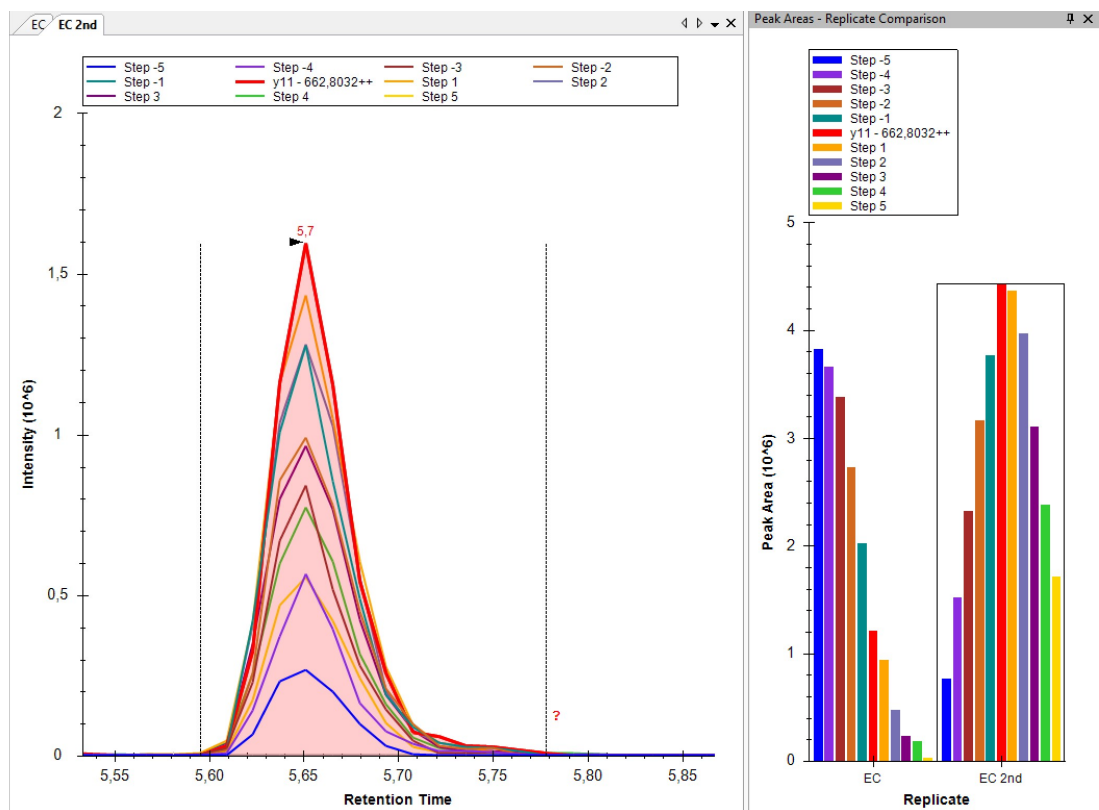 EC
EC 2nd
Step -5 Step -4 Step -3 Step -2
Step -1 y11 - 662,8032++ Step 1 Step 2
Step 3 Step 4 Step 5
2
1,5
1
0,5
0
Intensity (10^6)
5,7
?
5,55 5,60 5,65 5,70 5,75 5,80 5,85
Retention Time
Peak Areas - Replicate Comparison
Step -5
Step -4
Step -3
Step -2
Step -1
y11 - 662,8032++
Step 1
Step 2
Step 3
Step 4
Step 5
5
4
3
2
1
0
Peak Area (10^6)
EC EC 2nd
Replicate